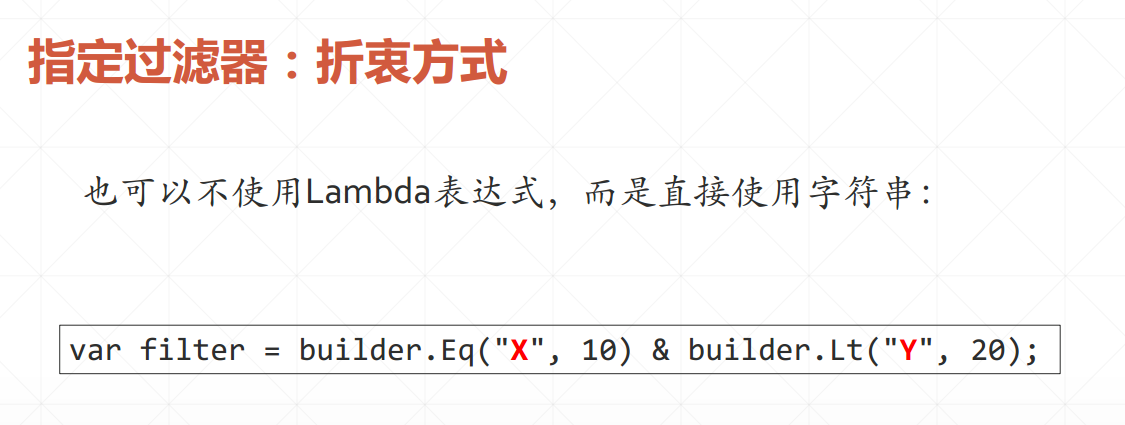 指定过滤器：折衷方式
也可以不使用Lambda表达式，而是直接使用字符串：
var filter = builder.Eq("X", 10) & builder.Lt("Y", 20);